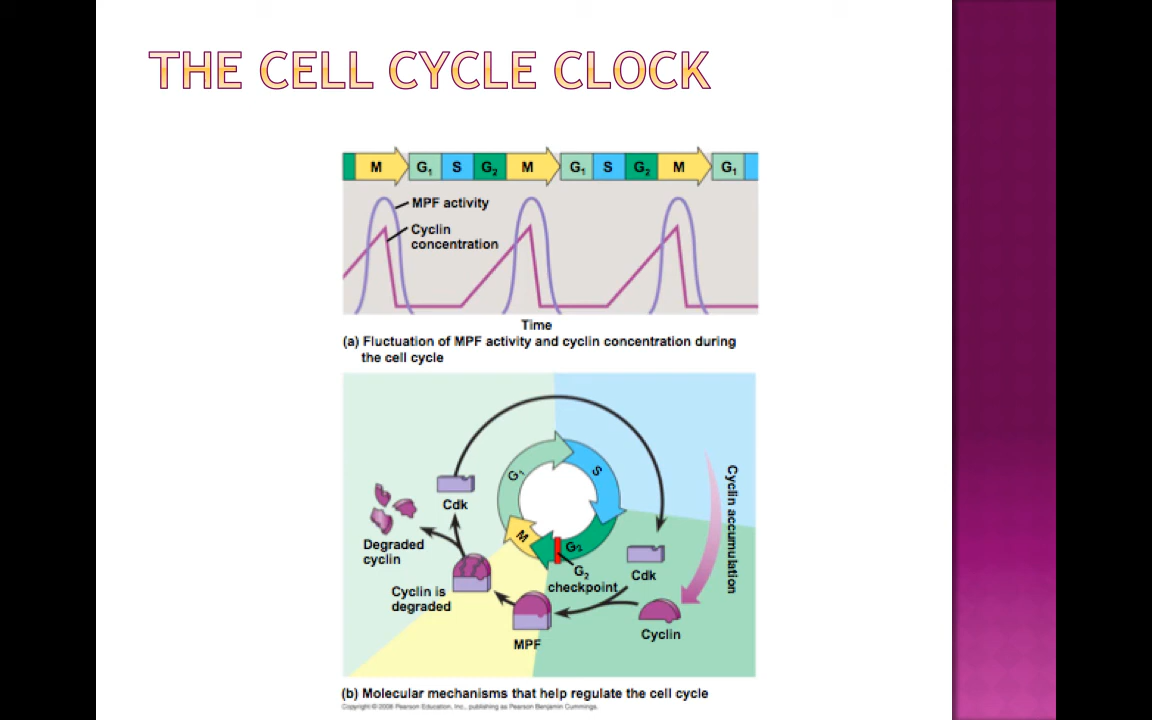 THE CELL CYCLE CLOCK
M G1 S G2 M G1 S G2 M G1
MPF activity
Cyclin
concentration
Time
(a) Fluctuation of MPF activity and cyclin concentration during
the cell cycle
G1
S
M
G2
Cyclin accumulation
Cdk
Degraded
cyclin
G2
checkpoint
Cdk
Cyclin is
degraded
MPF
Cyclin
(b) Molecular mechanisms that help regulate the cell cycle
Copyright © 2008 Pearson Education, Inc., publishing as Pearson Benjamin Cummings.